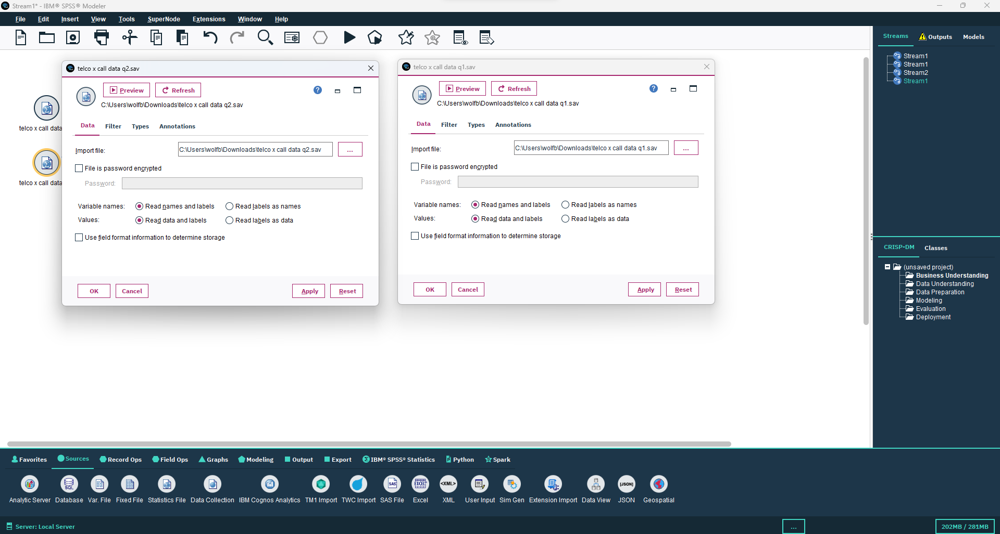 Stream1* - IBM® SPSS® Modeler
File Edit Insert View Tools SuperNode Extensions Window Help
telco x call data
telco x call data
telco x call data q2.sav
Preview Refresh
C:\Users\wolfb\Downloads\telco x call data q2.sav
Data Filter Types Annotations
Import file: C:\Users\wolfb\Downloads\telco x call data q2.sav ...
File is password encrypted
Password:
Variable names: Read names and labels Read labels as names
Values: Read data and labels Read labels as data
Use field format information to determine storage
OK Cancel Apply Reset
telco x call data q1.sav
Preview Refresh
C:\Users\wolfb\Downloads\telco x call data q1.sav
Data Filter Types Annotations
Import file: C:\Users\wolfb\Downloads\telco x call data q1.sav ...
File is password encrypted
Password:
Variable names: Read names and labels Read labels as names
Values: Read data and labels Read labels as data
Use field format information to determine storage
OK Cancel Apply Reset
Streams Outputs Models
Stream1
Stream1
Stream2
Stream1
CRISP-DM Classes
(unsaved project)
Business Understanding
Data Understanding
Data Preparation
Modeling
Evaluation
Deployment
Favorites Sources Record Ops Field Ops Graphs Modeling Output Export IBM® SPSS® Statistics Python Spark
SQL SAS EXCEL <XML> [JSON]
Analytic Server Database Var. File Fixed File Statistics File Data Collection IBM Cognos Analytics TM1 Import TWC Import SAS File Excel XML User Input Sim Gen Extension Import Data View JSON Geospatial
Server: Local Server ... 202MB / 281MB